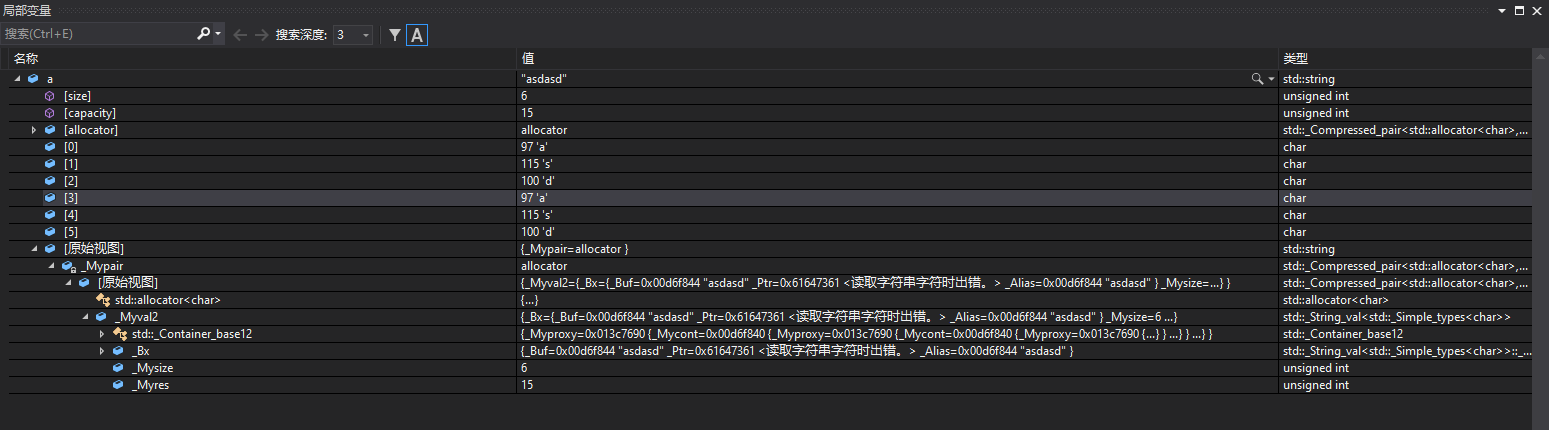 局部变量
搜索(Ctrl+E) 搜索深度: 3 A
名称 值 类型
a "asdasd" std::string
[size] 6 unsigned int
[capacity] 15 unsigned int
[allocator] allocator std::_Compressed_pair<std::allocator<char>,...
[0] 97 'a' char
[1] 115 's' char
[2] 100 'd' char
[3] 97 'a' char
[4] 115 's' char
[5] 100 'd' char
[原始视图] {_Mypair=allocator } std::string
_Mypair allocator std::_Compressed_pair<std::allocator<char>,...
[原始视图] {_Myval2={_Bx={_Buf=0x00d6f844 "asdasd" _Ptr=0x61647361 <读取字符串字符时出错。> _Alias=0x00d6f844 "asdasd" } _Mysize=...} } std::_Compressed_pair<std::allocator<char>,...
std::allocator<char> {...} std::allocator<char>
_Myval2 {_Bx={_Buf=0x00d6f844 "asdasd" _Ptr=0x61647361 <读取字符串字符时出错。> _Alias=0x00d6f844 "asdasd" } _Mysize=6 ...} std::_String_val<std::_Simple_types<char>>
std::_Container_base12 {_Myproxy=0x013c7690 {_Mycont=0x00d6f840 {_Myproxy=0x013c7690 {_Mycont=0x00d6f840 {_Myproxy=0x013c7690 {...} } ...} } ...} } std::_Container_base12
_Bx {_Buf=0x00d6f844 "asdasd" _Ptr=0x61647361 <读取字符串字符时出错。> _Alias=0x00d6f844 "asdasd" } std::_String_val<std::_Simple_types<char>>::_...
_Mysize 6 unsigned int
_Myres 15 unsigned int